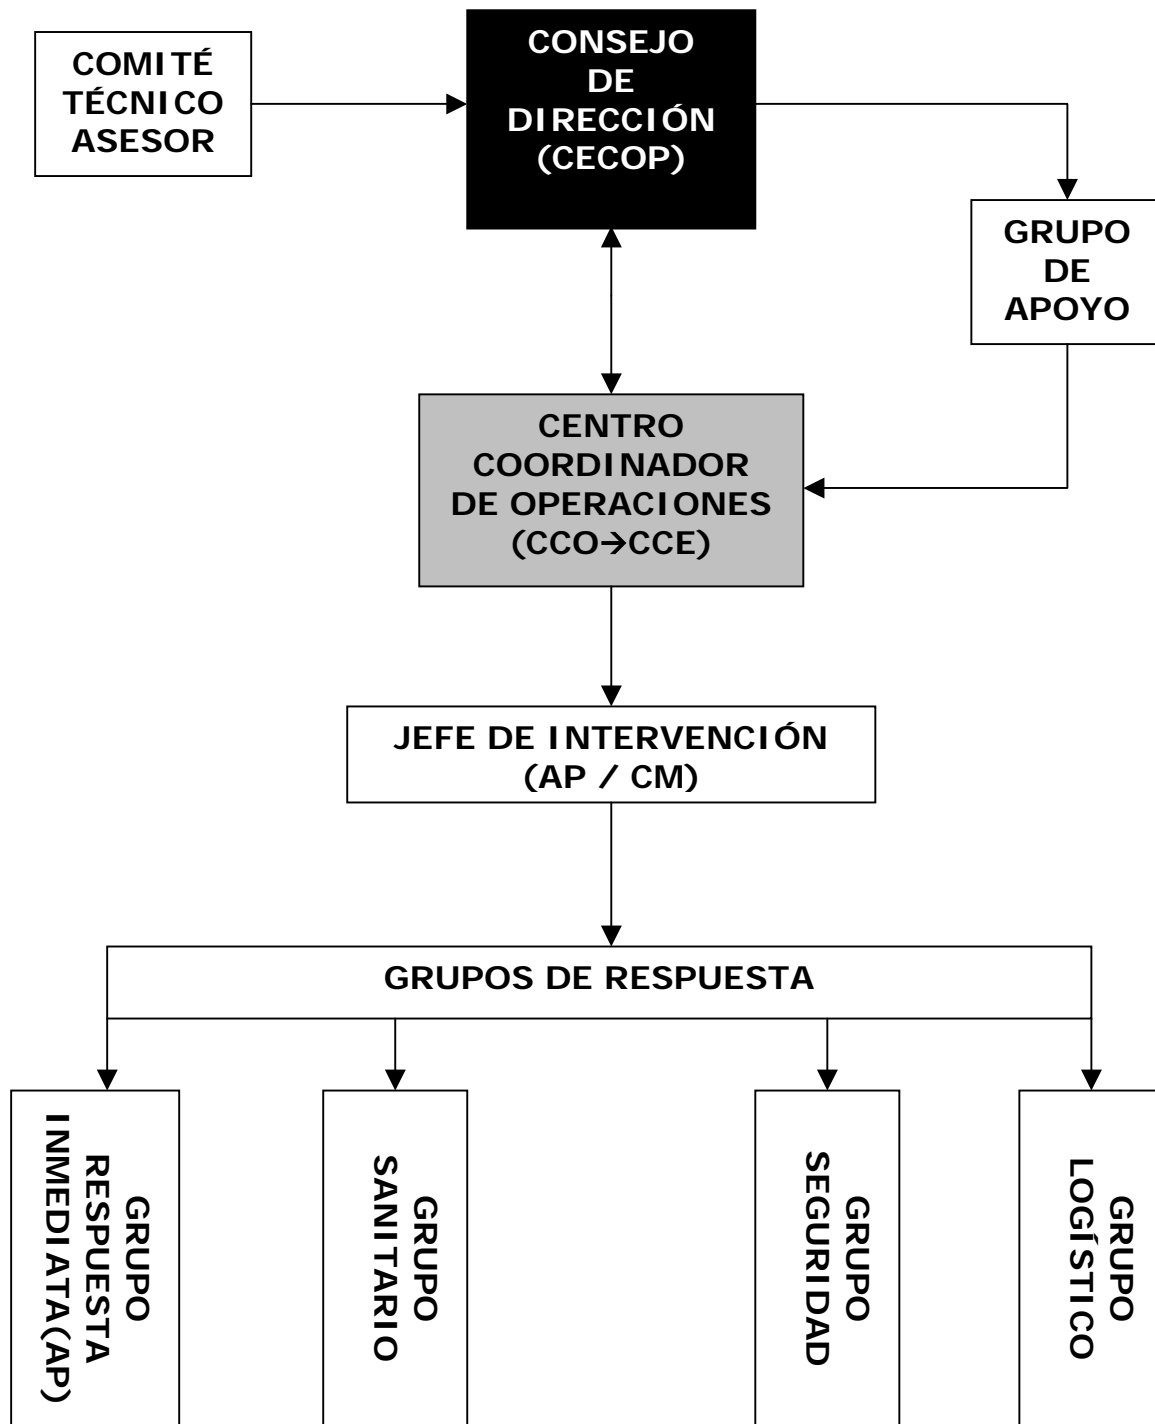 COMITÉ
TÉCNICO
ASESOR
CONSEJO
DE
DIRECCIÓN
(CECOP)
GRUPO
DE
APOYO
CENTRO
COORDINADOR
DE OPERACIONES
(CCO→CCE)
JEFE DE INTERVENCIÓN
(AP / CM)
GRUPOS DE RESPUESTA
GRUPO
RESPUESTA
INMEDIATA(AP)
GRUPO
SANITARIO
GRUPO
SEGURIDAD
GRUPO
LOGÍSTICO